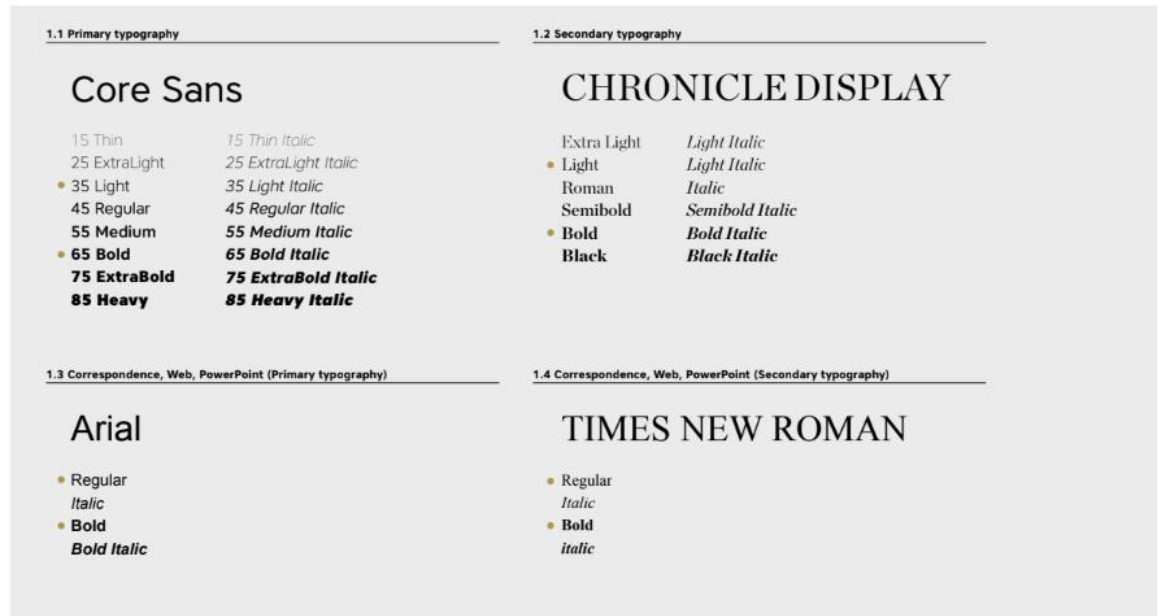 1.1 Primary typography
Core Sans
15 Thin 15 Thin Italic
25 ExtraLight 25 ExtraLight Italic
35 Light 35 Light Italic
45 Regular 45 Regular Italic
55 Medium 55 Medium Italic
65 Bold 65 Bold Italic
75 ExtraBold 75 ExtraBold Italic
85 Heavy 85 Heavy Italic
1.2 Secondary typography
CHRONICLE DISPLAY
Extra Light Light Italic
Light Light Italic
Roman Italic
Semibold Semibold Italic
Bold Bold Italic
Black Black Italic
1.3 Correspondence, Web, PowerPoint (Primary typography)
Arial
Regular
Italic
Bold
Bold Italic
1.4 Correspondence, Web, PowerPoint (Secondary typography)
TIMES NEW ROMAN
Regular
Italic
Bold
italic